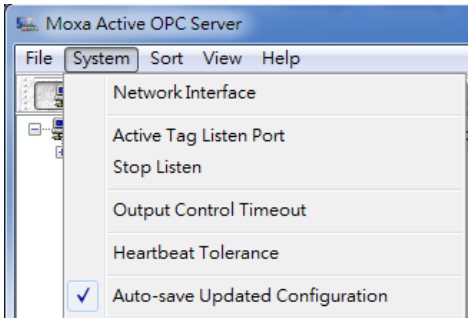 Moxa Active OPC Server
File System Sort View Help
Network Interface
Active Tag Listen Port
Stop Listen
Output Control Timeout
Heartbeat Tolerance
Auto-save Updated Configuration